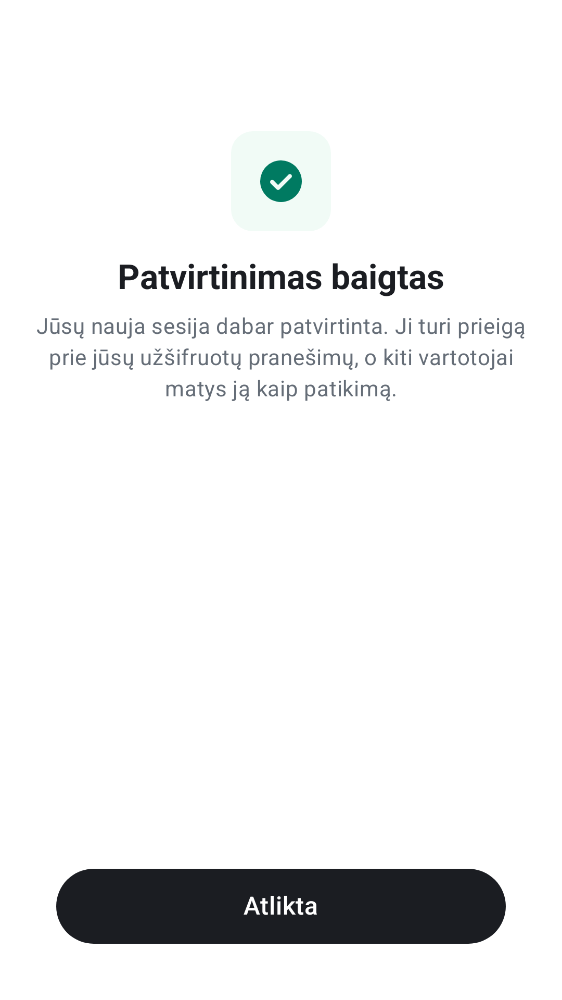 Patvirtinimas baigtas
Jūsų nauja sesija dabar patvirtinta. Ji turi prieigą
prie jūsų užšifruotų pranešimų, o kiti vartotojai
matys ją kaip patikimą.
Atlikta